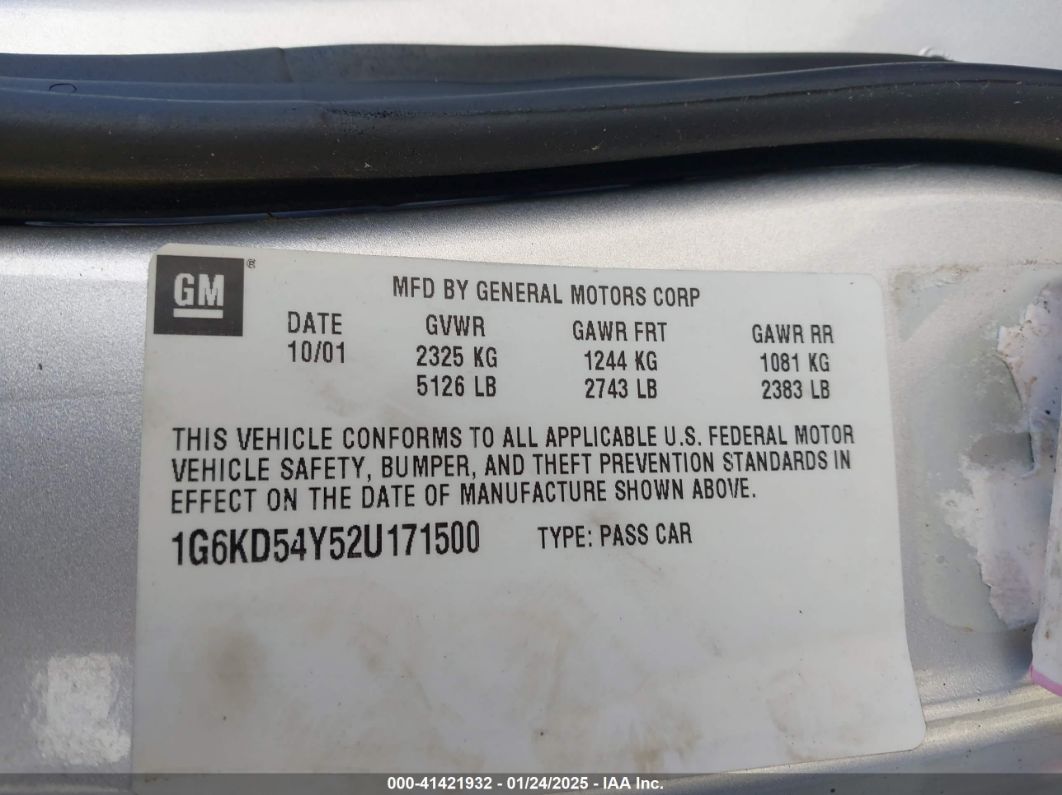 GM ®
MFD BY GENERAL MOTORS CORP
DATE GVWR GAWR FRT GAWR RR
10/01 2325 KG 1244 KG 1081 KG
5126 LB 2743 LB 2383 LB
THIS VEHICLE CONFORMS TO ALL APPLICABLE U.S. FEDERAL MOTOR
VEHICLE SAFETY, BUMPER, AND THEFT PREVENTION STANDARDS IN
EFFECT ON THE DATE OF MANUFACTURE SHOWN ABOVE.
1G6KD54Y52U171500 TYPE: PASS CAR
000-41421932 - 01/24/2025 - IAA Inc.